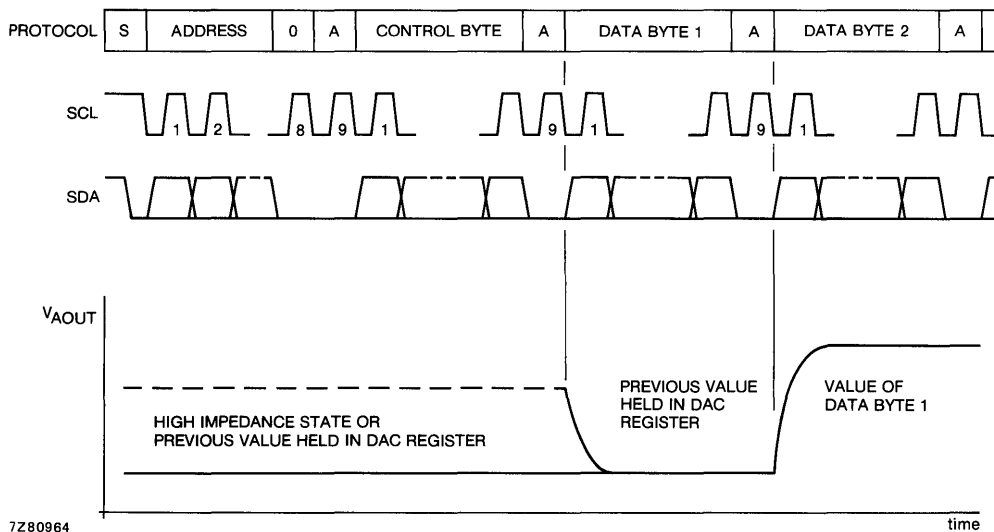 PROTOCOL S ADDRESS 0 A CONTROL BYTE A DATA BYTE 1 A DATA BYTE 2 A
SCL 1 2 8 9 1 9 1 9 1
SDA
VAOUT
HIGH IMPEDANCE STATE OR
PREVIOUS VALUE HELD IN DAC REGISTER
PREVIOUS VALUE
HELD IN DAC
REGISTER
VALUE OF
DATA BYTE 1
7Z80964
time